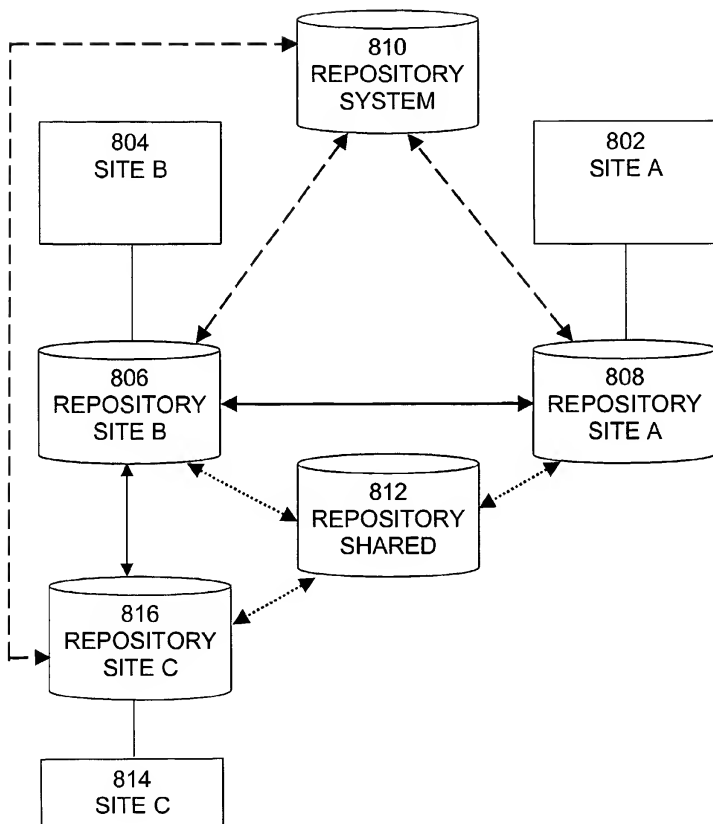 810
REPOSITORY
SYSTEM
804
SITE B
802
SITE A
806
REPOSITORY
SITE B
808
REPOSITORY
SITE A
812
REPOSITORY
SHARED
816
REPOSITORY
SITE C
814
SITE C